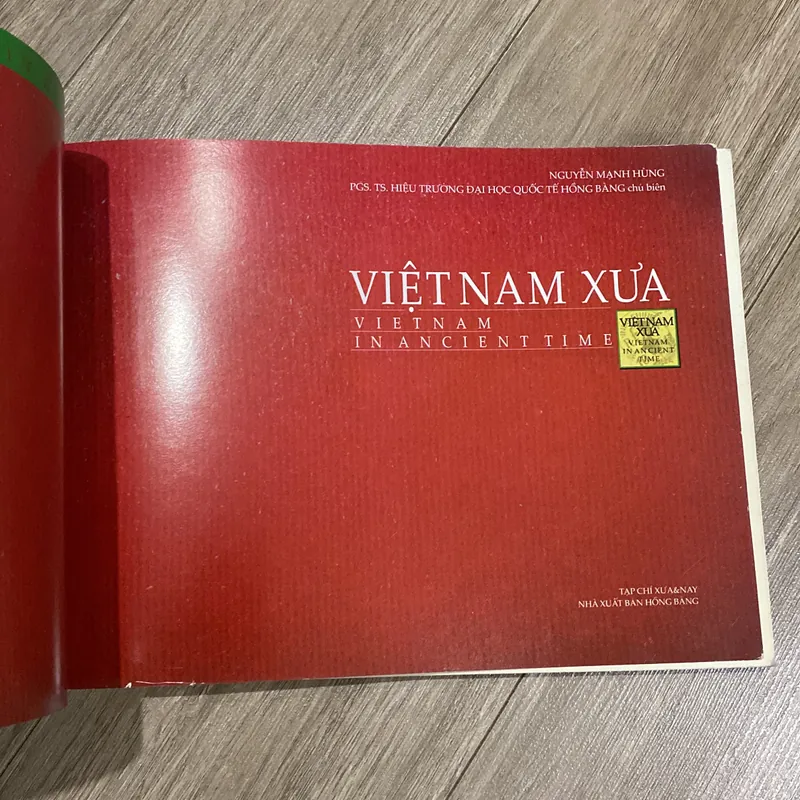 NGUYỄN MẠNH HÙNG
PGS. TS. HIỆU TRƯỞNG ĐẠI HỌC QUỐC TẾ HỒNG BÀNG chủ biên
VIỆT NAM XƯA
VIETNAM
IN ANCIENT TIME
VIỆT NAM
XƯA
VIETNAM
IN ANCIENT
TIME
TẠP CHÍ XƯA&NAY
NHÀ XUẤT BẢN HỒNG BÀNG